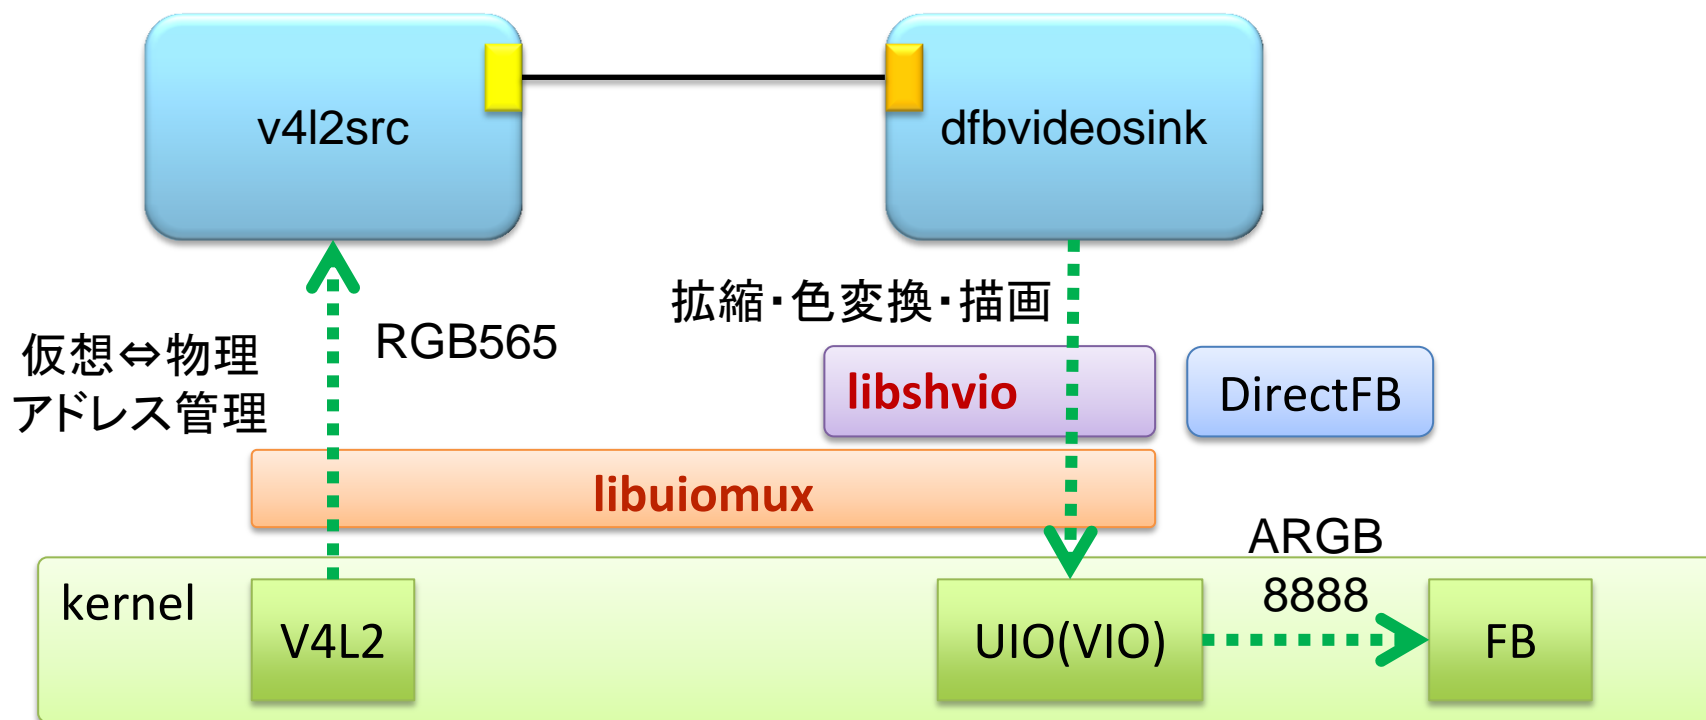 v4l2src
dfbvideosink
拡縮・色変換・描画
仮想⇔物理
アドレス管理
RGB565
libshvio
DirectFB
libuiomux
ARGB
8888
kernel
V4L2
UIO(VIO)
FB